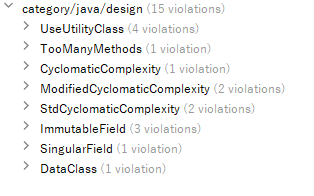 category/java/design (15 violations)
UseUtilityClass (4 violations)
TooManyMethods (1 violation)
CyclomaticComplexity (1 violation)
ModifiedCyclomaticComplexity (2 violations)
StdCyclomaticComplexity (2 violations)
ImmutableField (3 violations)
SingularField (1 violation)
DataClass (1 violation)